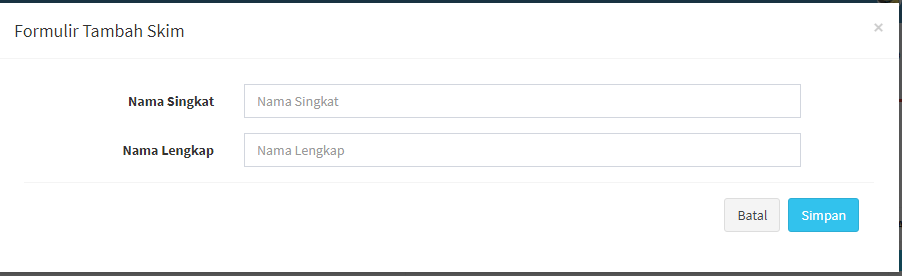 Formulir Tambah Skim
×
Nama Singkat
Nama Singkat
Nama Lengkap
Nama Lengkap
Batal
Simpan